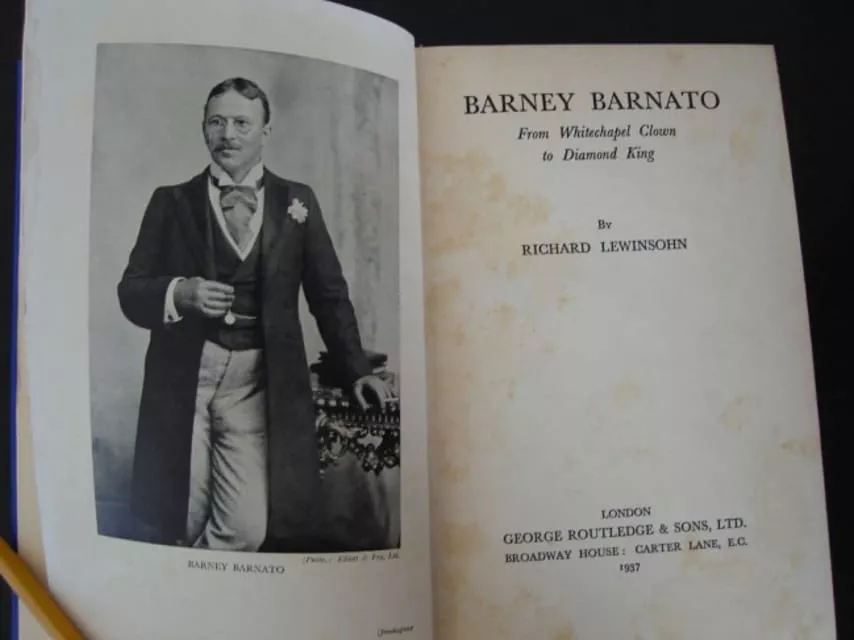 BARNEY BARNATO
(Photo.: Elliott & Fry, Ltd.
[Frontispiece
BARNEY BARNATO
From Whitechapel Clown
to Diamond King
By
RICHARD LEWINSOHN
LONDON
GEORGE ROUTLEDGE & SONS, LTD.
BROADWAY HOUSE: CARTER LANE, E.C.
1937